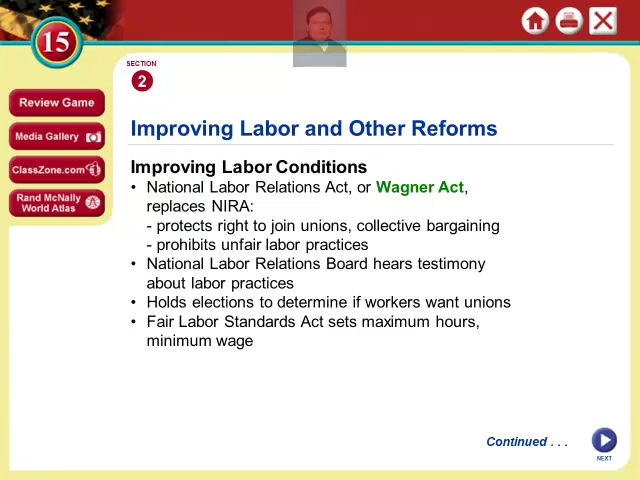 15
SECTION
2
Review Game
Media Gallery
ClassZone.com
Rand McNally
World Atlas
Improving Labor and Other Reforms
Improving Labor Conditions
• National Labor Relations Act, or Wagner Act,
replaces NIRA:
- protects right to join unions, collective bargaining
- prohibits unfair labor practices
• National Labor Relations Board hears testimony
about labor practices
• Holds elections to determine if workers want unions
• Fair Labor Standards Act sets maximum hours,
minimum wage
Continued . . .
NEXT